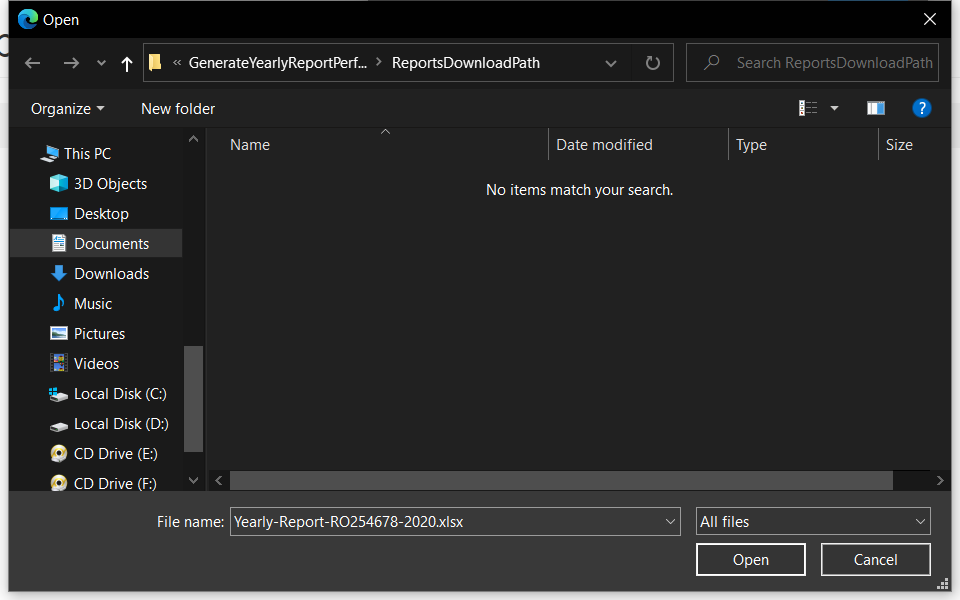 Open
« GenerateYearlyReportPerf... > ReportsDownloadPath
Search ReportsDownloadPath
Organize
New folder
?
Name
Date modified
Type
Size
No items match your search.
This PC
3D Objects
Desktop
Documents
Downloads
Music
Pictures
Videos
Local Disk (C:)
Local Disk (D:)
CD Drive (E:)
CD Drive (F:)
File name:
Yearly-Report-RO254678-2020.xlsx
All files
Open
Cancel